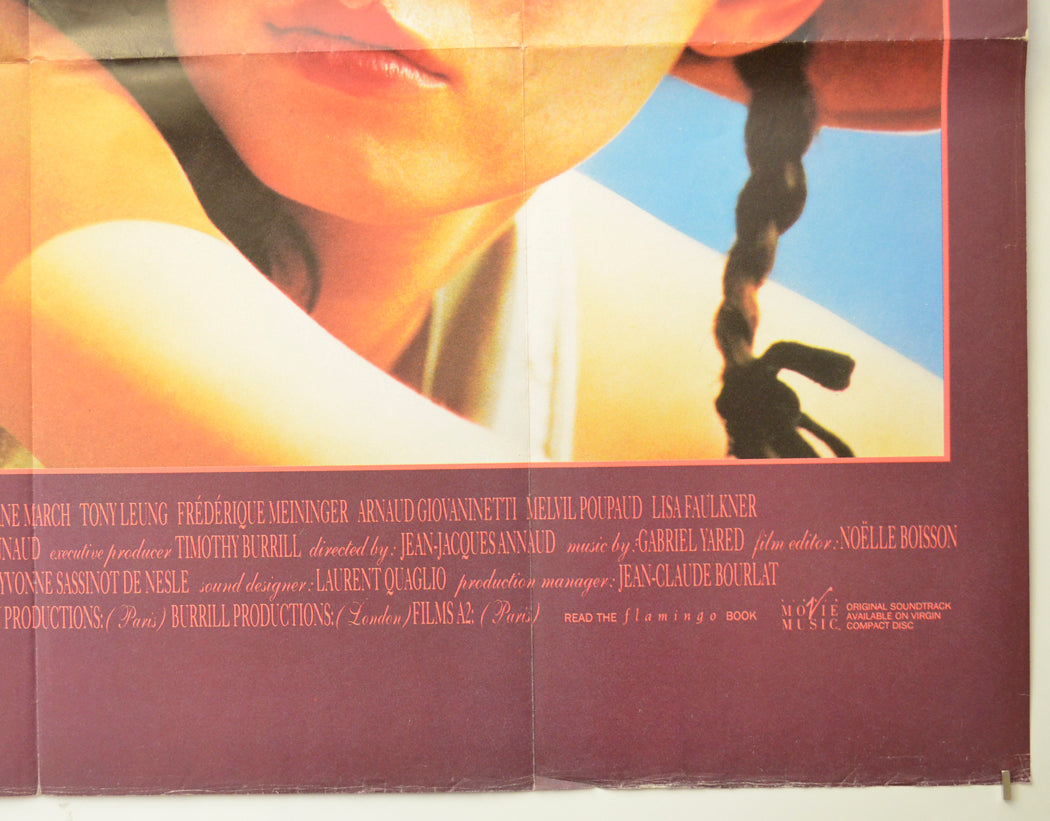 NE MARCH TONY LEUNG FRÉDÉRIQUE MEININGER ARNAUD GIOVANINETTI MELVIL POUPAUD LISA FAULKNER
NAUD executive producer TIMOTHY BURRILL directed by: JEAN-JACQUES ANNAUD music by: GABRIEL YARED film editor: NOËLLE BOISSON
YVONNE SASSINOT DE NESLE sound designer: LAURENT QUAGLIO production manager: JEAN-CLAUDE BOURLAT
PRODUCTIONS: (Paris) BURRILL PRODUCTIONS: (London) FILMS A2: (Paris) READ THE flamingo BOOK
MOVIE MUSIC
ORIGINAL SOUNDTRACK
AVAILABLE ON VIRGIN
COMPACT DISC